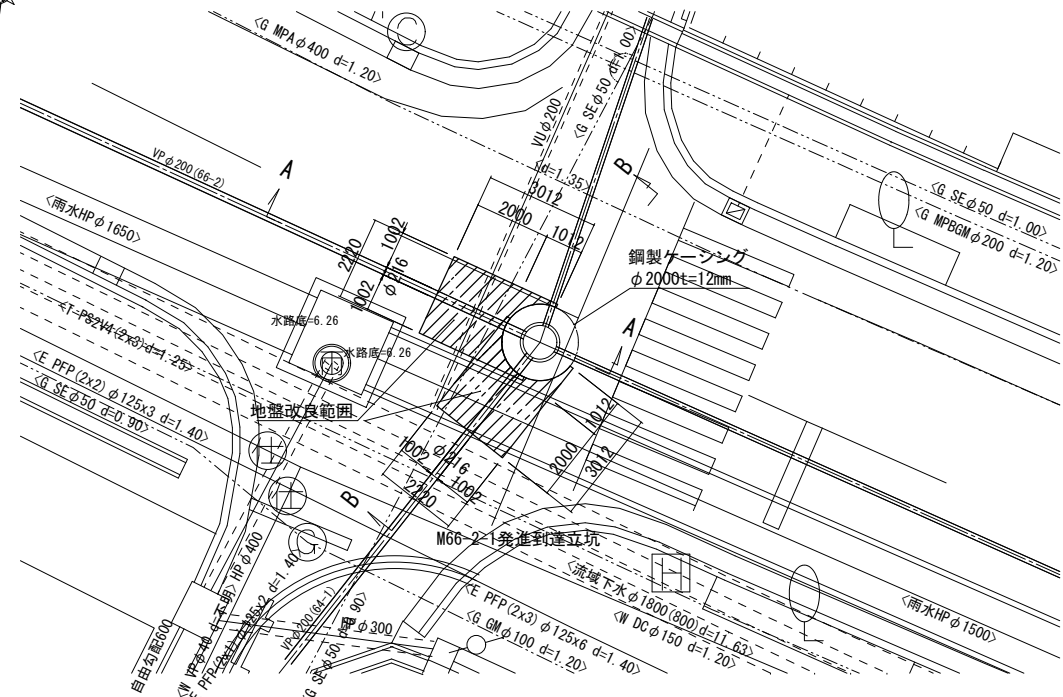 <G MPAφ400 d=1.20>
VUφ200
<G SEφ50 d=1.00>
VPφ200(66-2)
A
<d=1.35>
B
3012
2000
1012
<G SEφ50 d=1.00>
<G MPBGMφ200 d=1.20>
<雨水HPφ1650>
2220
1002
φ216
1002
鋼製ケーシング
φ2000t=12mm
水路底=6.26
水路底=6.26
A
<T-PS2V4(2x3)d=1.25>
<E PFP(2x2)φ125x3 d=1.40>
<G SEφ50 d=0.90>
地盤改良範囲
1012
2000
3012
1002
φ216
1002
2220
B
M66-2-1発進到達立坑
<流域下水φ1800(800)d=11.63>
<W DCφ150 d=1.20>
<雨水HPφ1500>
<E PFP(2x3)φ125x6 d=1.40>
<G GMφ100 d=1.20>
HPφ400
VPφ200(64-1)
φ300
自由勾配600
<W VPφ40 d=不明>